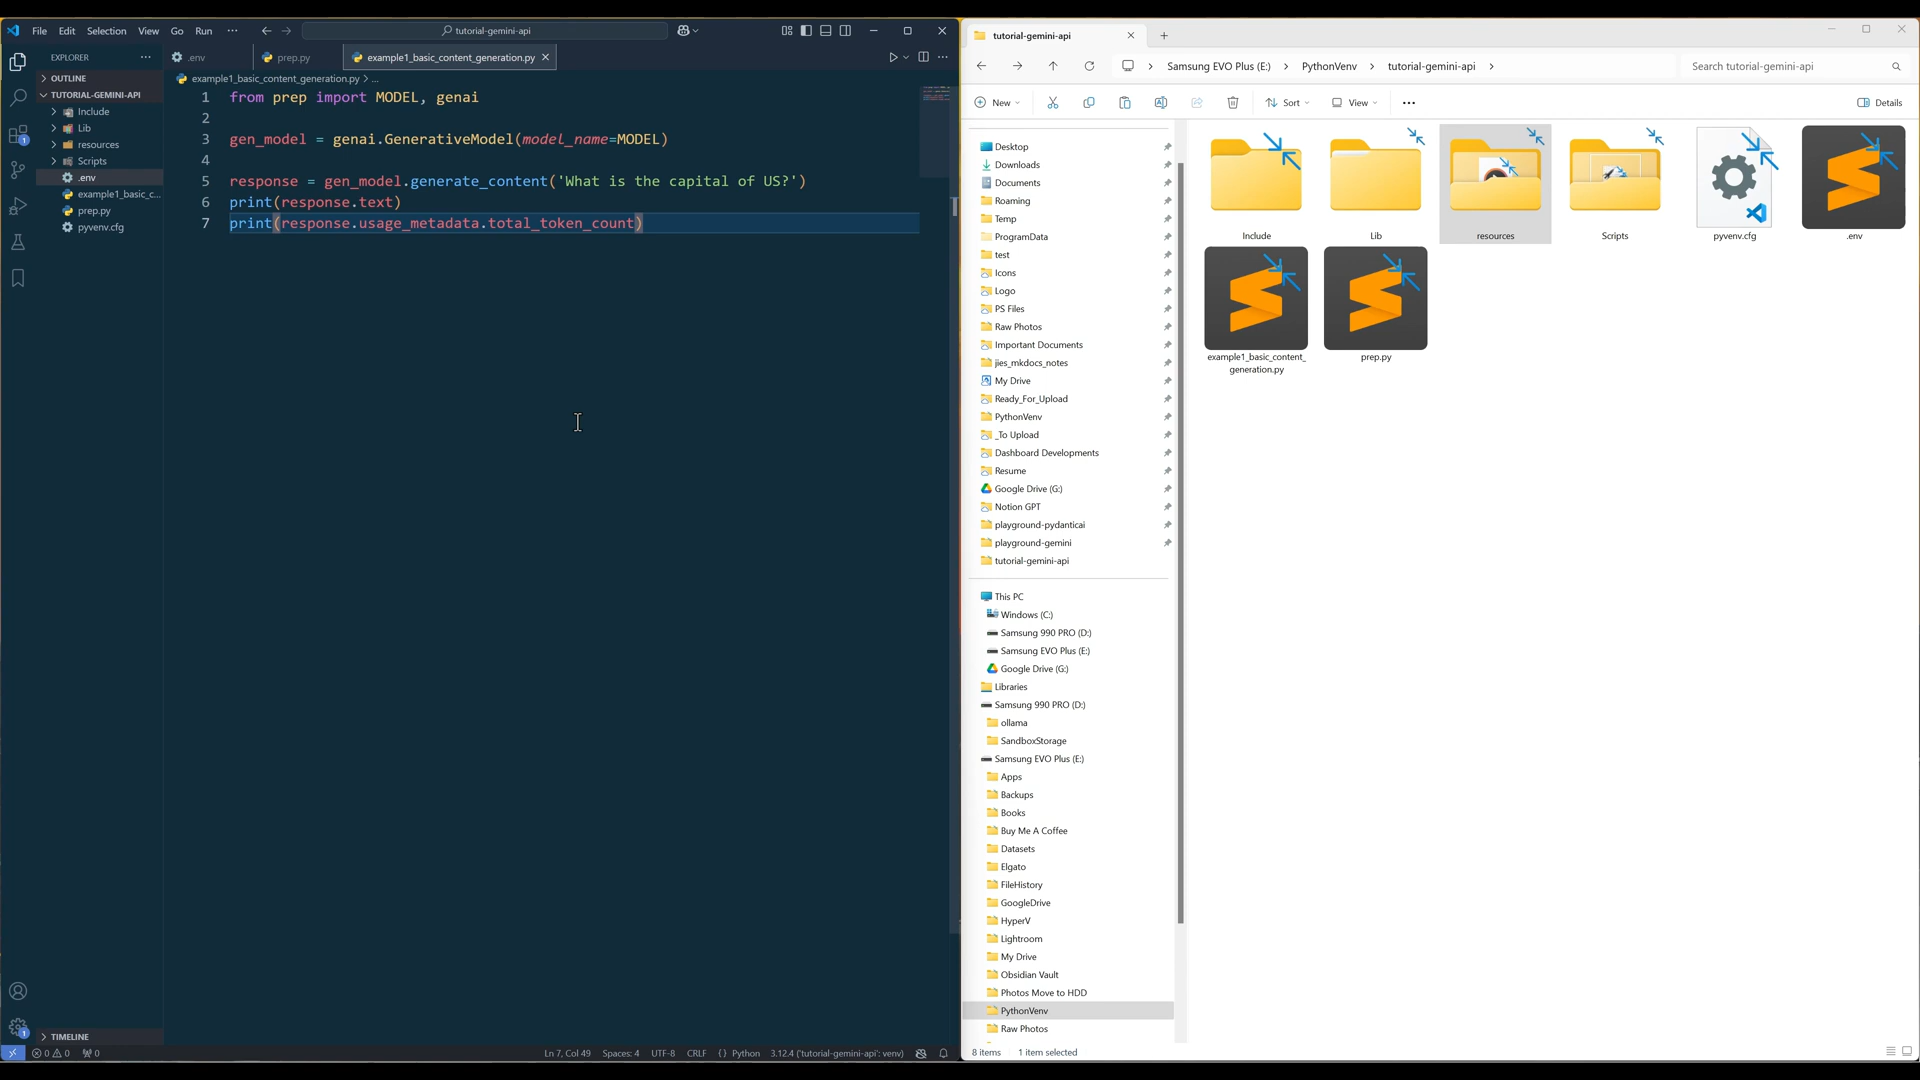 File Edit Selection View Go Run ··· tutorial-gemini-api
EXPLORER ···
OUTLINE
TUTORIAL-GEMINI-API
Include
Lib
resources
Scripts
.env
example1_basic_c...
prep.py
pyvenv.cfg
TIMELINE
.env prep.py example1_basic_content_generation.py
example1_basic_content_generation.py > ...
1 from prep import MODEL, genai
2
3 gen_model = genai.GenerativeModel(model_name=MODEL)
4
5 response = gen_model.generate_content('What is the capital of US?')
6 print(response.text)
7 print(response.usage_metadata.total_token_count)
0 0 0 Ln 7, Col 49 Spaces: 4 UTF-8 CRLF {} Python 3.12.4 ('tutorial-gemini-api': venv)
tutorial-gemini-api
Samsung EVO Plus (E:) > PythonVenv > tutorial-gemini-api > Search tutorial-gemini-api
New Sort View ··· Details
Desktop
Downloads
Documents
Roaming
Temp
ProgramData
test
Icons
Logo
PS Files
Raw Photos
Important Documents
jies_mkdocs_notes
My Drive
Ready_For_Upload
PythonVenv
_To Upload
Dashboard Developments
Resume
Google Drive (G:)
Notion GPT
playground-pydanticai
playground-gemini
tutorial-gemini-api
This PC
Windows (C:)
Samsung 990 PRO (D:)
Samsung EVO Plus (E:)
Google Drive (G:)
Libraries
Samsung 990 PRO (D:)
ollama
SandboxStorage
Samsung EVO Plus (E:)
Apps
Backups
Books
Buy Me A Coffee
Datasets
Elgato
FileHistory
GoogleDrive
HyperV
Lightroom
My Drive
Obsidian Vault
Photos Move to HDD
PythonVenv
Raw Photos
Include Lib resources Scripts pyvenv.cfg .env
example1_basic_content_
generation.py
prep.py
8 items 1 item selected